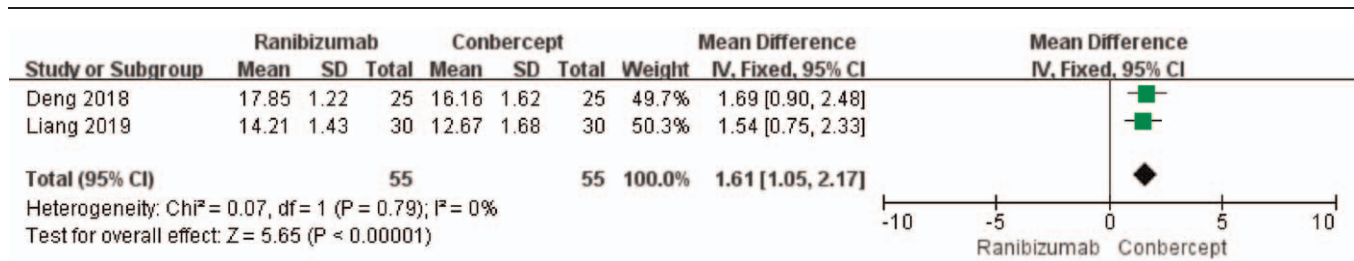 Ranibizumab Conbercept Mean Difference Mean Difference
Study or Subgroup Mean SD Total Mean SD Total Weight IV, Fixed, 95% CI IV, Fixed, 95% CI
Deng 2018 17.85 1.22 25 16.16 1.62 25 49.7% 1.69 [0.90, 2.48]
Liang 2019 14.21 1.43 30 12.67 1.68 30 50.3% 1.54 [0.75, 2.33]
Total (95% CI) 55 55 100.0% 1.61 [1.05, 2.17]
Heterogeneity: Chi² = 0.07, df = 1 (P = 0.79); I² = 0%
Test for overall effect: Z = 5.65 (P < 0.00001)
-10 -5 0 5 10
Ranibizumab Conbercept